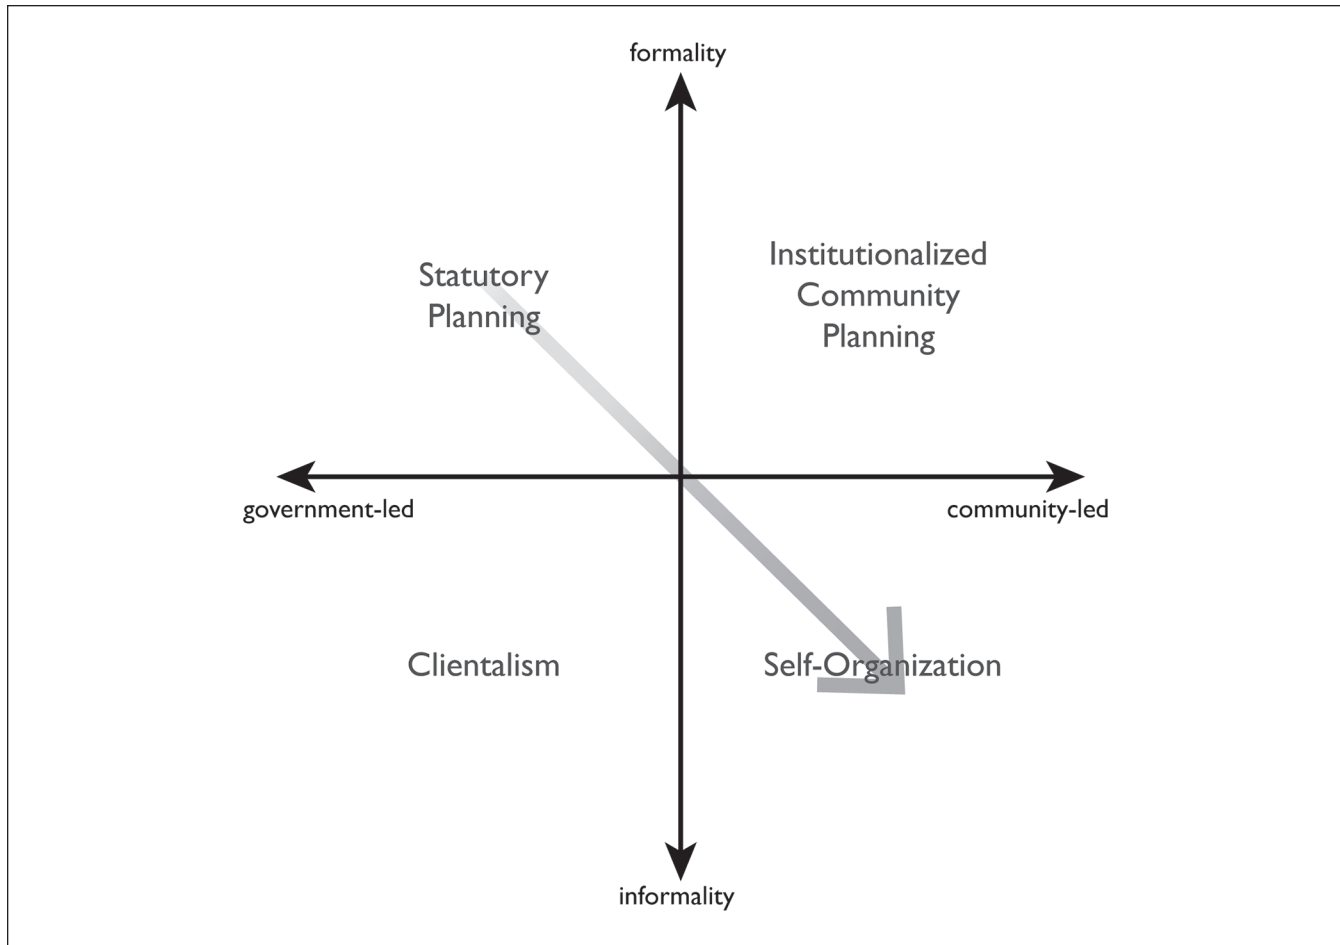 formality
Statutory
Planning
Institutionalized
Community
Planning
government-led
community-led
Clientalism
Self-Organization
informality